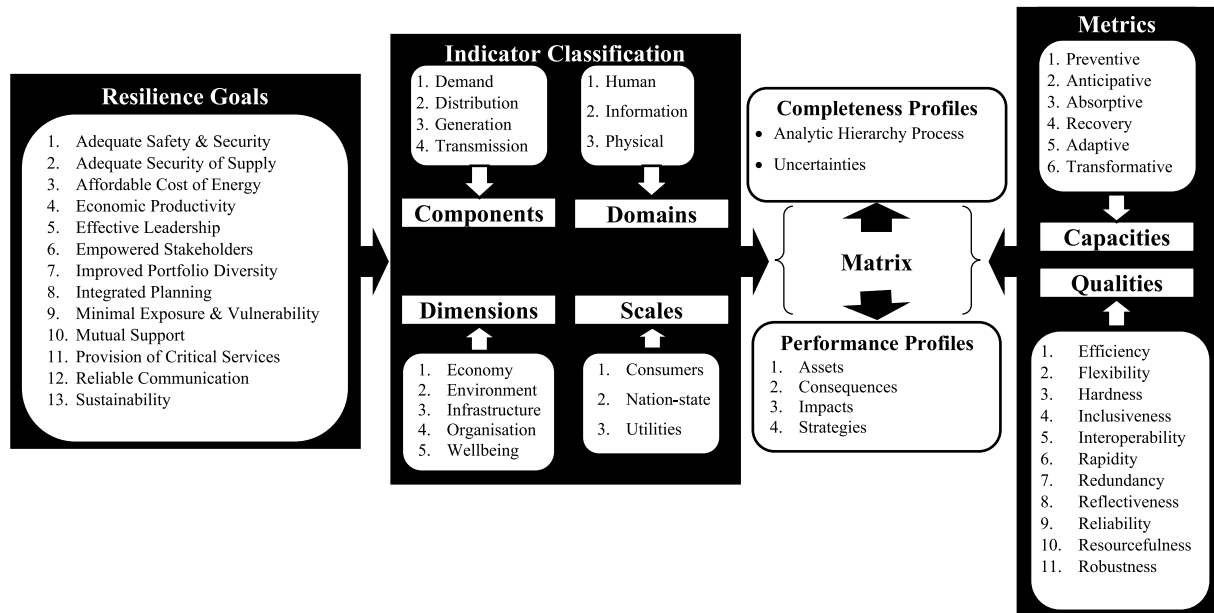 Resilience Goals
1. Adequate Safety & Security
2. Adequate Security of Supply
3. Affordable Cost of Energy
4. Economic Productivity
5. Effective Leadership
6. Empowered Stakeholders
7. Improved Portfolio Diversity
8. Integrated Planning
9. Minimal Exposure & Vulnerability
10. Mutual Support
11. Provision of Critical Services
12. Reliable Communication
13. Sustainability
Indicator Classification
1. Demand
2. Distribution
3. Generation
4. Transmission
Components
1. Human
2. Information
3. Physical
Domains
Dimensions
1. Economy
2. Environment
3. Infrastructure
4. Organisation
5. Wellbeing
Scales
1. Consumers
2. Nation-state
3. Utilities
Completeness Profiles
• Analytic Hierarchy Process
• Uncertainties
Matrix
Performance Profiles
1. Assets
2. Consequences
3. Impacts
4. Strategies
Metrics
1. Preventive
2. Anticipative
3. Absorptive
4. Recovery
5. Adaptive
6. Transformative
Capacities
Qualities
1. Efficiency
2. Flexibility
3. Hardness
4. Inclusiveness
5. Interoperability
6. Rapidity
7. Redundancy
8. Reflectiveness
9. Reliability
10. Resourcefulness
11. Robustness